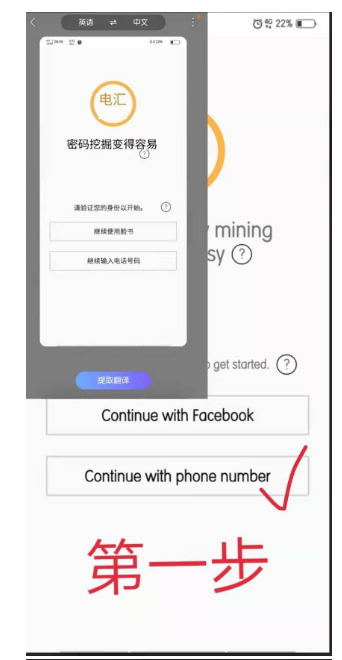 英语 ⇌ 中文
22%
电汇
密码挖掘变得容易
?
请验证您的身份以开始。 ?
继续使用脸书
继续输入电话号码
提取翻译
mining
sy ?
get started. ?
Continue with Facebook
Continue with phone number
第一步